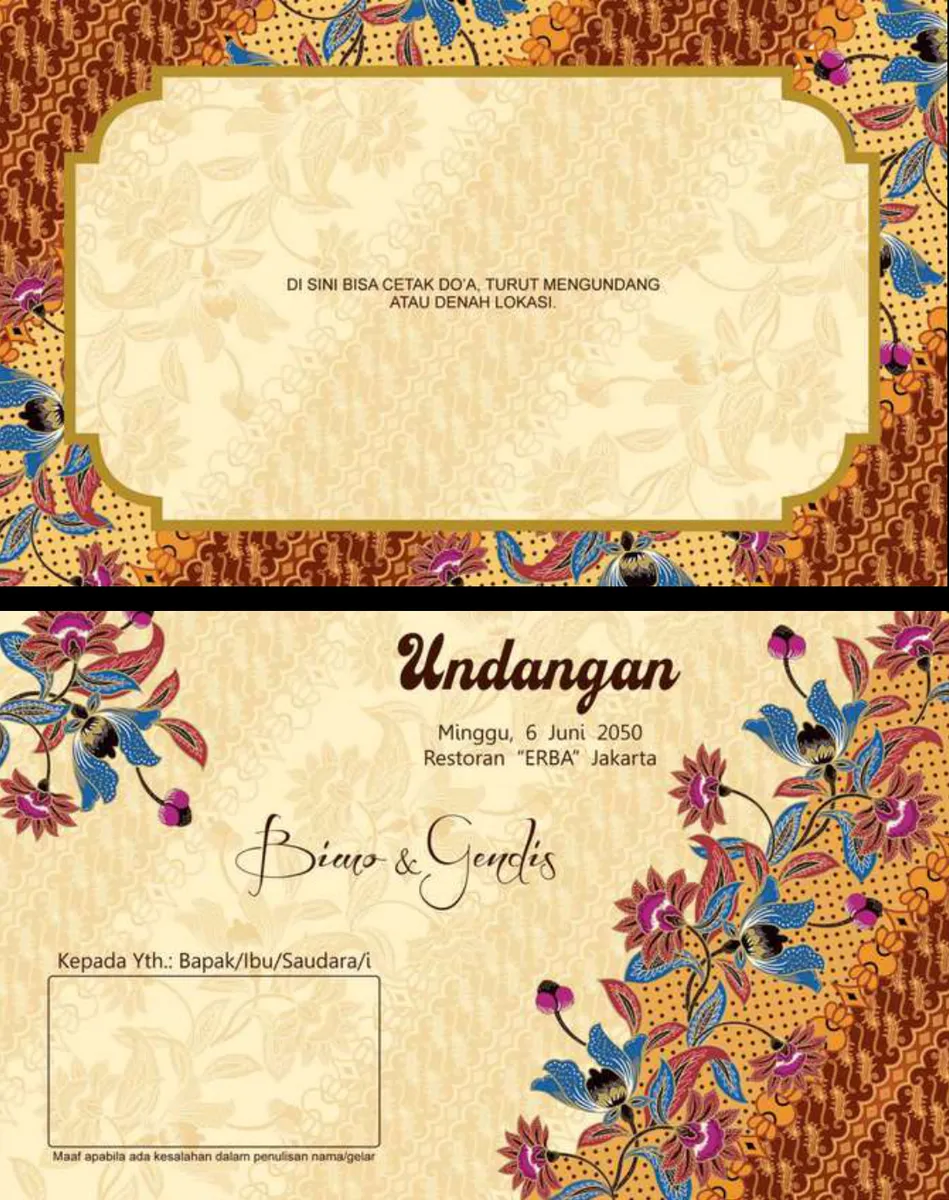 DI SINI BISA CETAK DO'A, TURUT MENGUNDANG
ATAU DENAH LOKASI.
Undangan
Minggu, 6 Juni 2050
Restoran “ERBA” Jakarta
Bimo & Gendis
Kepada Yth.: Bapak/Ibu/Saudara/i
Maaf apabila ada kesalahan dalam penulisan nama/gelar